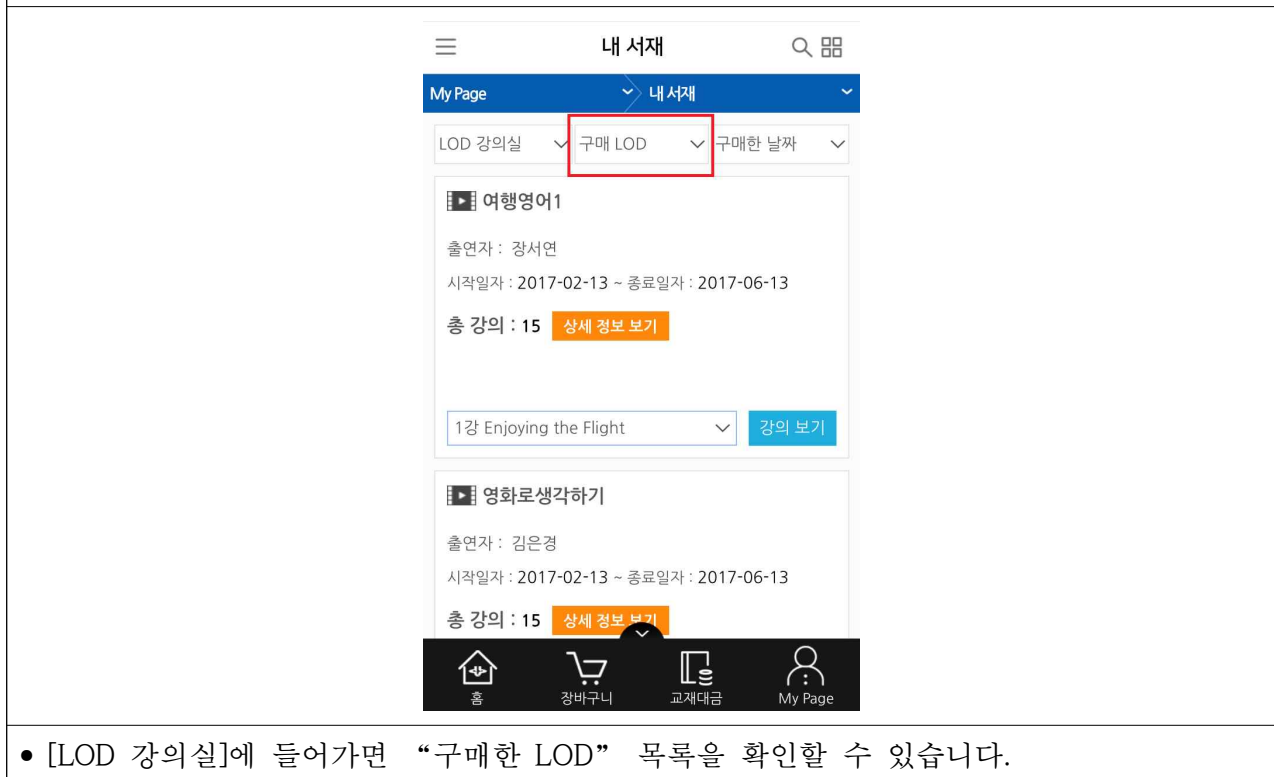 내 서재
My Page 내 서재
LOD 강의실 구매 LOD 구매한 날짜
여행영어1
출연자 : 장서연
시작일자 : 2017-02-13 ~ 종료일자 : 2017-06-13
총 강의 : 15 상세 정보 보기
1강 Enjoying the Flight 강의 보기
영화로생각하기
출연자 : 김은경
시작일자 : 2017-02-13 ~ 종료일자 : 2017-06-13
총 강의 : 15 상세 정보 보기
홈 장바구니 교재대금 My Page
• [LOD 강의실]에 들어가면 “구매한 LOD” 목록을 확인할 수 있습니다.